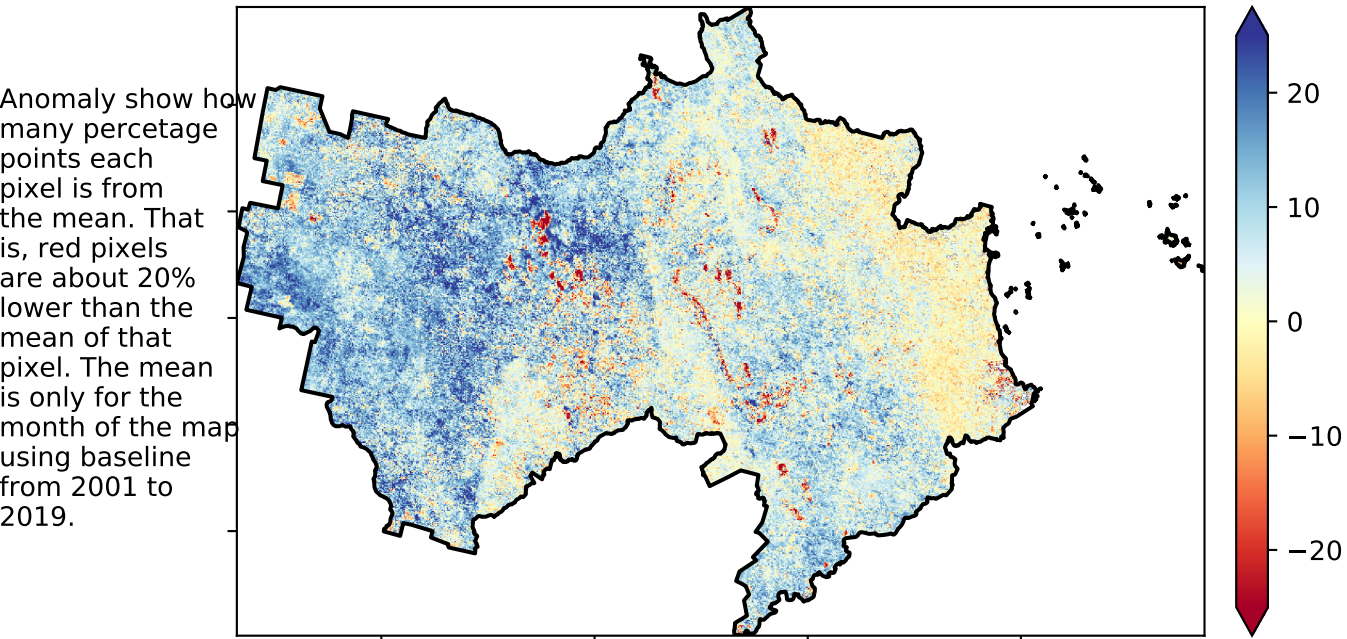 Anomaly show how
many percetage
points each
pixel is from
the mean. That
is, red pixels
are about 20%
lower than the
mean of that
pixel. The mean
is only for the
month of the map
using baseline
from 2001 to
2019.
20
10
0
−10
−20